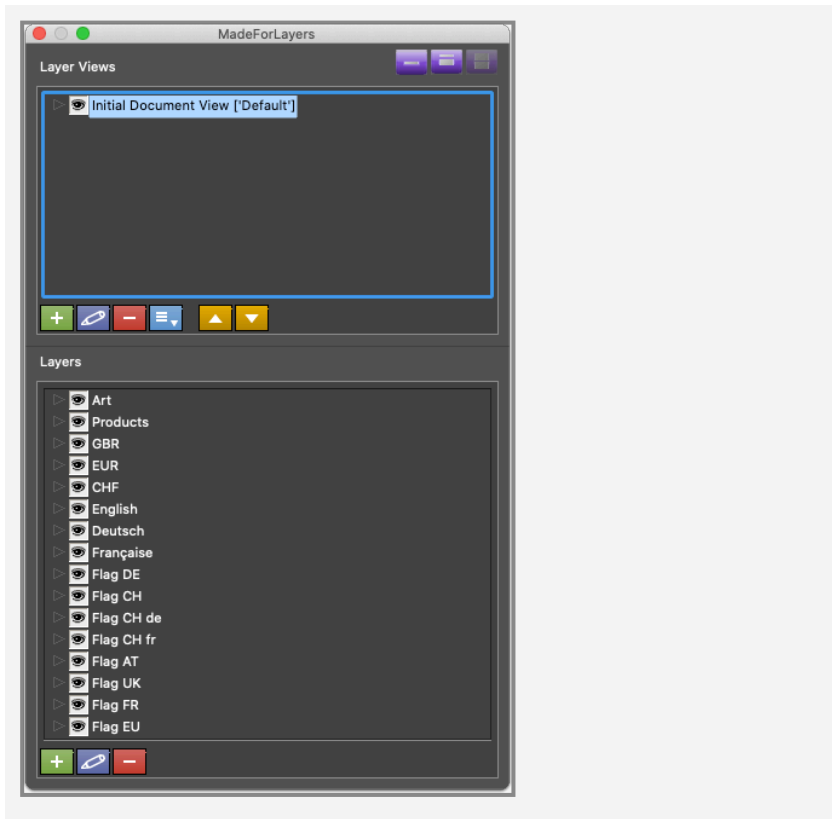 MadeForLayers
Layer Views
Initial Document View ['Default']
Layers
Art
Products
GBR
EUR
CHF
English
Deutsch
Française
Flag DE
Flag CH
Flag CH de
Flag CH fr
Flag AT
Flag UK
Flag FR
Flag EU